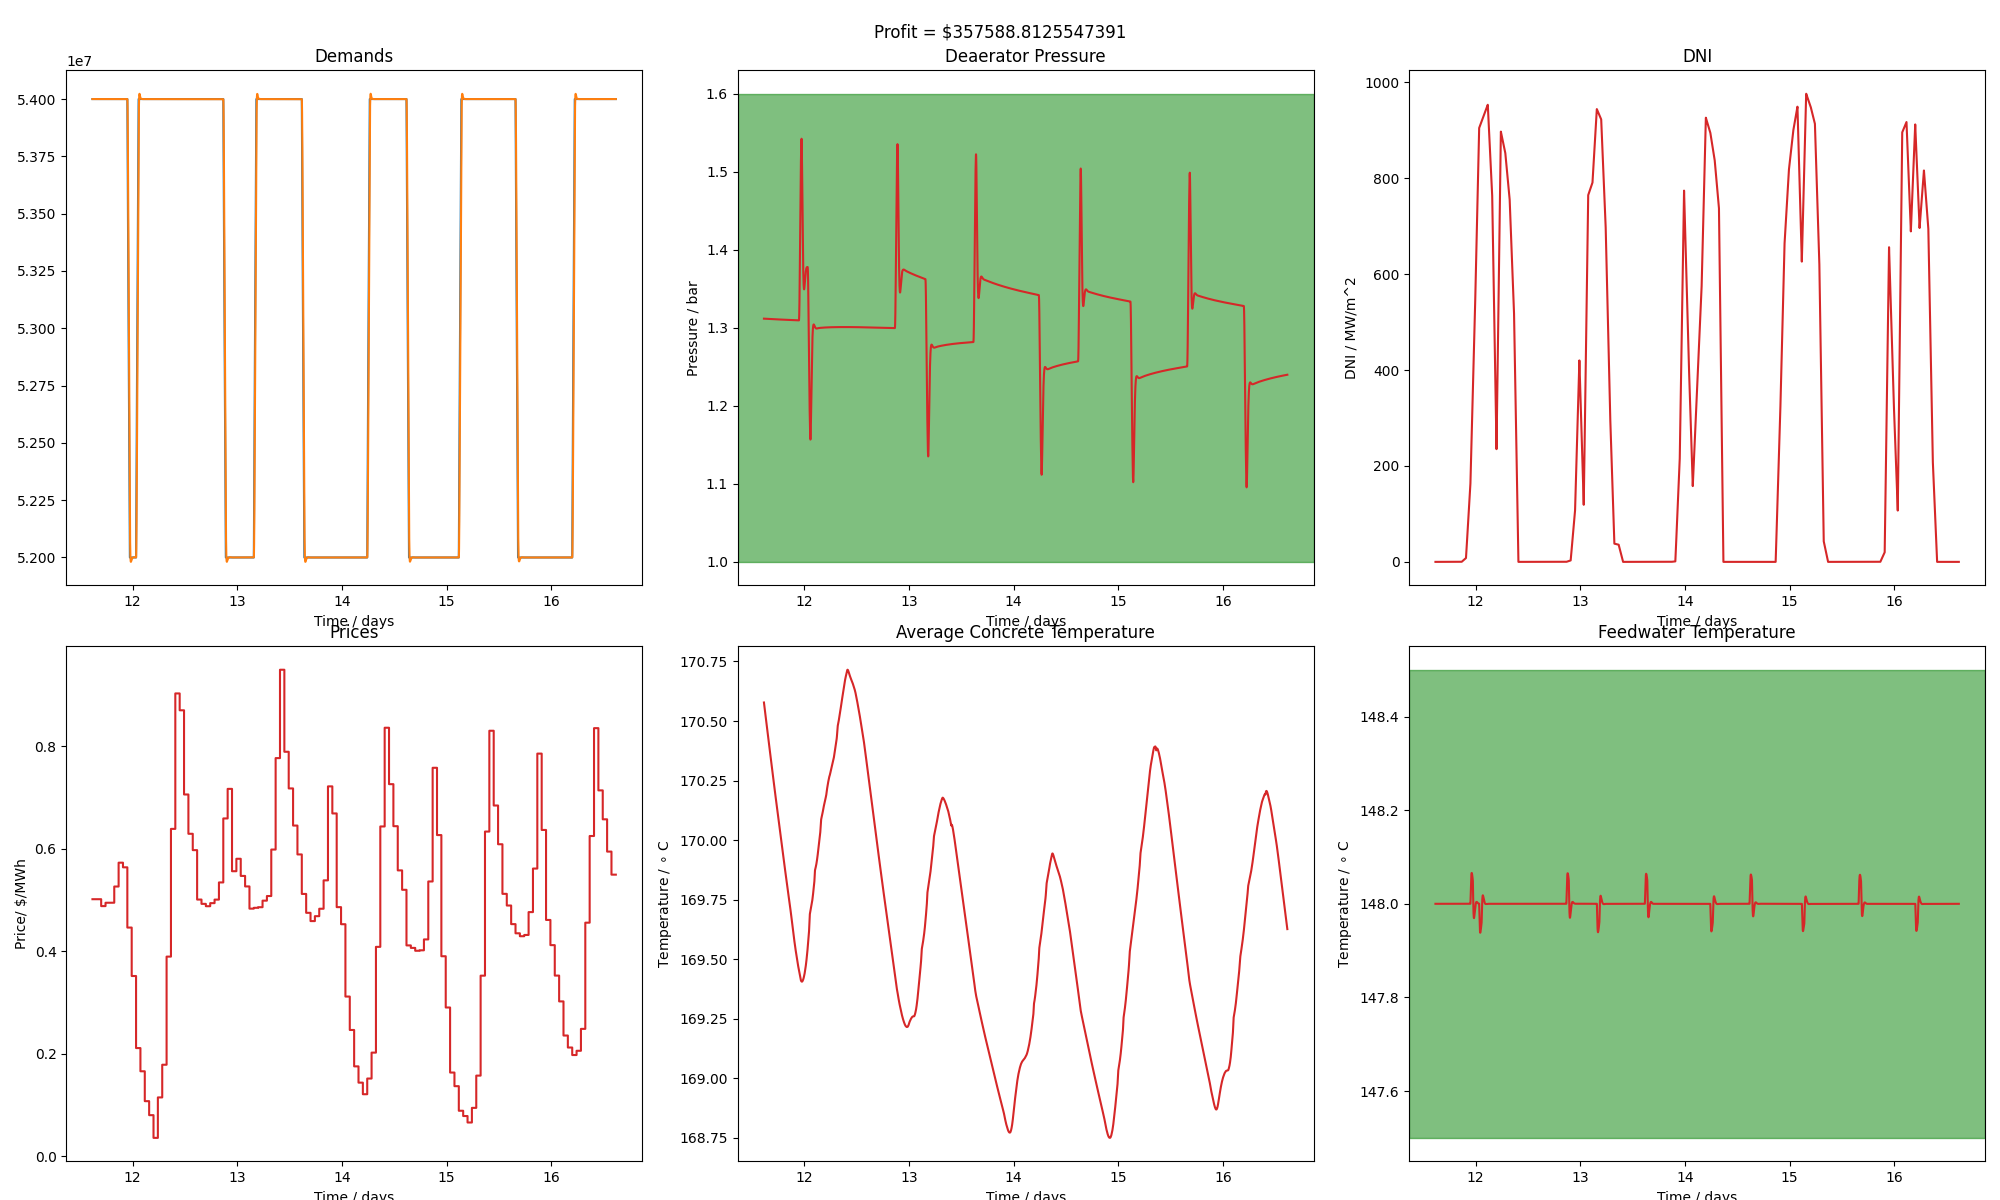 Profit = $357588.8125547391
Demands
1e7
5.400
5.375
5.350
5.325
5.300
5.275
5.250
5.225
5.200
12 13 14 15 16
Time / days
Deaerator Pressure
Pressure / bar
1.6
1.5
1.4
1.3
1.2
1.1
1.0
12 13 14 15 16
Time / days
DNI
DNI / MW/m^2
1000
800
600
400
200
0
12 13 14 15 16
Time / days
Prices
Price/ $/MWh
0.8
0.6
0.4
0.2
0.0
12 13 14 15 16
Time / days
Average Concrete Temperature
Temperature / ∘ C
170.75
170.50
170.25
170.00
169.75
169.50
169.25
169.00
168.75
12 13 14 15 16
Time / days
Feedwater Temperature
Temperature / ∘ C
148.4
148.2
148.0
147.8
147.6
12 13 14 15 16
Time / days